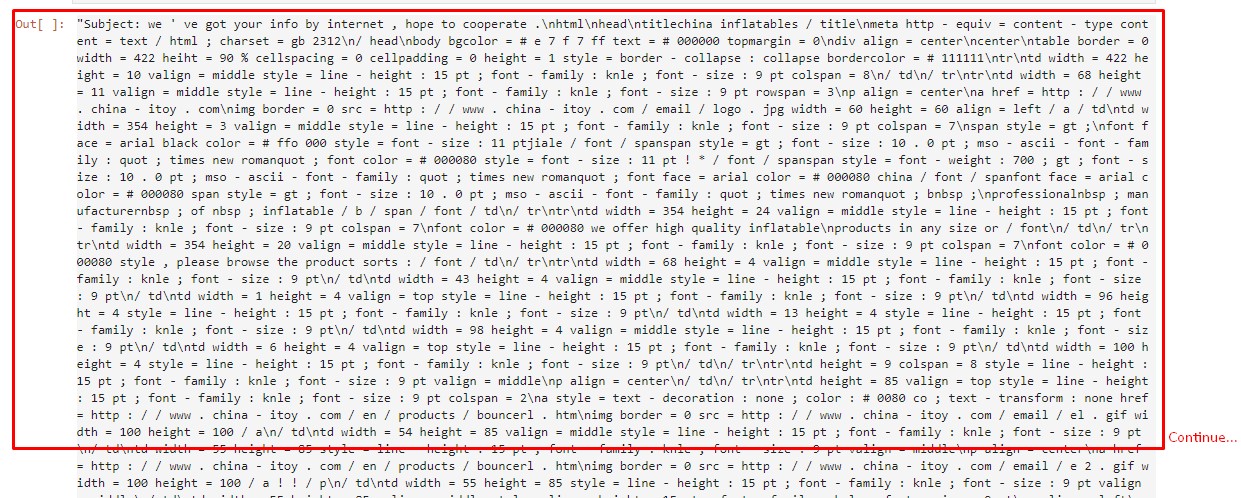 Out[ ]: "Subject: we ' ve got your info by internet , hope to cooperate .\nhtml\nhead\ntitlechina inflatables / title\nmeta http - equiv = content - type cont
ent = text / html ; charset = gb 2312\n/ head\nbody bgcolor = # e 7 f 7 ff text = # 000000 topmargin = 0\ndiv align = center\ncenter\ntable border = 0
width = 422 heiht = 90 % cellspacing = 0 cellpadding = 0 height = 1 style = border - collapse : collapse bordercolor = # 111111\ntr\ntd width = 422 he
ight = 10 valign = middle style = line - height : 15 pt ; font - family : knle ; font - size : 9 pt colspan = 8\n/ td\n/ tr\ntr\ntd width = 68 height
= 11 valign = middle style = line - height : 15 pt ; font - family : knle ; font - size : 9 pt rowspan = 3\np align = center\na href = http : / / www
. china - itoy . com\nimg border = 0 src = http : / / www . china - itoy . com / email / logo . jpg width = 60 height = 60 align = left / a / td\ntd w
idth = 354 height = 3 valign = middle style = line - height : 15 pt ; font - family : knle ; font - size : 9 pt colspan = 7\nspan style = gt ;\nfont f
ace = arial black color = # ffo 000 style = font - size : 11 ptjiale / font / spanspan style = gt ; font - size : 10 . 0 pt ; mso - ascii - font - fam
ily : quot ; times new romanquot ; font color = # 000080 style = font - size : 11 pt ! * / font / spanspan style = font - weight : 700 ; gt ; font - s
ize : 10 . 0 pt ; mso - ascii - font - family : quot ; times new romanquot ; font face = arial color = # 000080 china / font / spanfont face = arial c
olor = # 000080 span style = gt ; font - size : 10 . 0 pt ; mso - ascii - font - family : quot ; times new romanquot ; bnbsp ;\nprofessionalnbsp ; man
ufacturernbsp ; of nbsp ; inflatable / b / span / font / td\n/ tr\ntr\ntd width = 354 height = 24 valign = middle style = line - height : 15 pt ; font
- family : knle ; font - size : 9 pt colspan = 7\nfont color = # 000080 we offer high quality inflatable\nproducts in any size or / font\n/ td\n/ tr\n
tr\ntd width = 354 height = 20 valign = middle style = line - height : 15 pt ; font - family : knle ; font - size : 9 pt colspan = 7\nfont color = # 0
00080 style , please browse the product sorts : / font / td\n/ tr\ntr\ntd width = 68 height = 4 valign = middle style = line - height : 15 pt ; font -
family : knle ; font - size : 9 pt\n/ td\ntd width = 43 height = 4 valign = middle style = line - height : 15 pt ; font - family : knle ; font - size
: 9 pt\n/ td\ntd width = 1 height = 4 valign = top style = line - height : 15 pt ; font - family : knle ; font - size : 9 pt\n/ td\ntd width = 96 heig
ht = 4 style = line - height : 15 pt ; font - family : knle ; font - size : 9 pt\n/ td\ntd width = 13 height = 4 style = line - height : 15 pt ; font
- family : knle ; font - size : 9 pt\n/ td\ntd width = 98 height = 4 valign = middle style = line - height : 15 pt ; font - family : knle ; font - siz
e : 9 pt\n/ td\ntd width = 6 height = 4 valign = top style = line - height : 15 pt ; font - family : knle ; font - size : 9 pt\n/ td\ntd width = 100 h
eight = 4 style = line - height : 15 pt ; font - family : knle ; font - size : 9 pt\n/ td\n/ tr\ntr\ntd height = 9 colspan = 8 style = line - height :
15 pt ; font - family : knle ; font - size : 9 pt valign = middle\np align = center\n/ td\n/ tr\ntr\ntd height = 85 valign = top style = line - height
: 15 pt ; font - family : knle ; font - size : 9 pt colspan = 2\na style = text - decoration : none ; color : # 0080 co ; text - transform : none href
= http : / / www . china - itoy . com / en / products / bouncerl . htm\nimg border = 0 src = http : / / www . china - itoy . com / email / el . gif wi
dth = 100 height = 100 / a\n/ td\ntd width = 54 height = 85 valign = middle style = line - height : 15 pt ; font - family : knle ; font - size : 9 pt
\n/ td\ntd width = 55 height = 85 style = line - height : 15 pt ; font - family : knle ; font - size : 9 pt valign = middle\np align = center\na href
= http : / / www . china - itoy . com / en / products / bouncerl . htm\nimg border = 0 src = http : / / www . china - itoy . com / email / e 2 . gif w
idth = 100 height = 100 / a ! ! / p\n/ td\ntd width = 55 height = 85 style = line - height : 15 pt ; font - family : knle ; font - size : 9 pt valign
Continue...